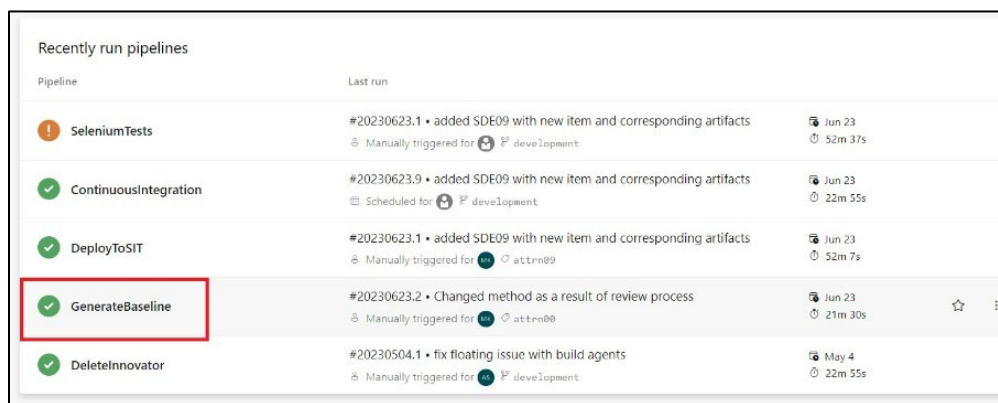 Recently run pipelines
Pipeline Last run
! SeleniumTests #20230623.1 • added SDE09 with new item and corresponding artifacts Jun 23
Manually triggered for development 52m 37s
ContinuousIntegration #20230623.9 • added SDE09 with new item and corresponding artifacts Jun 23
Scheduled for development 22m 55s
DeployToSIT #20230623.1 • added SDE09 with new item and corresponding artifacts Jun 23
Manually triggered for MK attrn09 52m 7s
GenerateBaseline #20230623.2 • Changed method as a result of review process Jun 23
Manually triggered for MK attrn00 21m 30s
DeleteInnovator #20230504.1 • fix floating issue with build agents May 4
Manually triggered for AS development 22m 55s